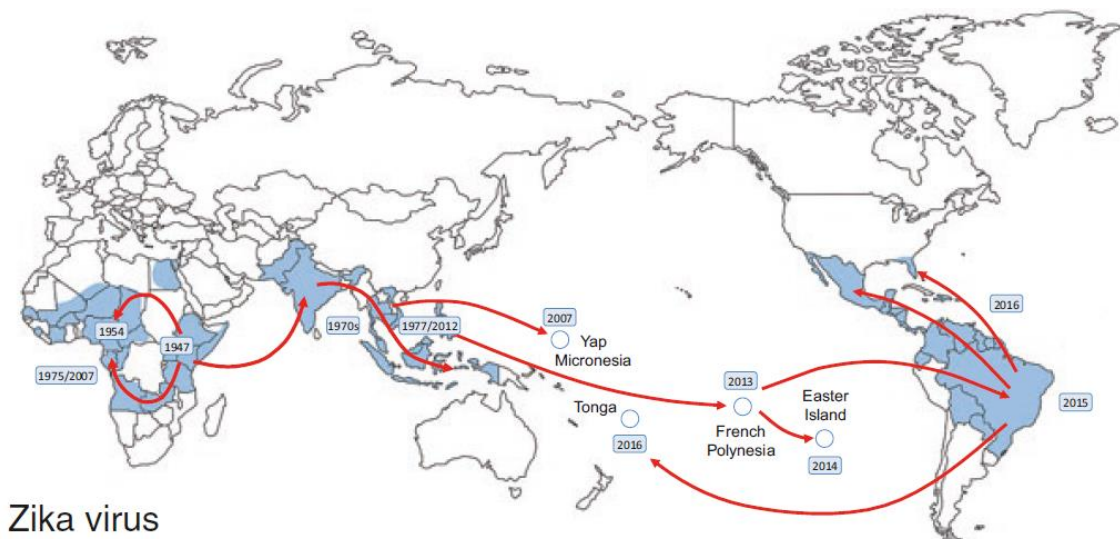 1954
1947
1975/2007
1970s
1977/2012
2007
Yap
Micronesia
Tonga
2016
2013
French
Polynesia
Easter
Island
2014
2016
2015
Zika virus